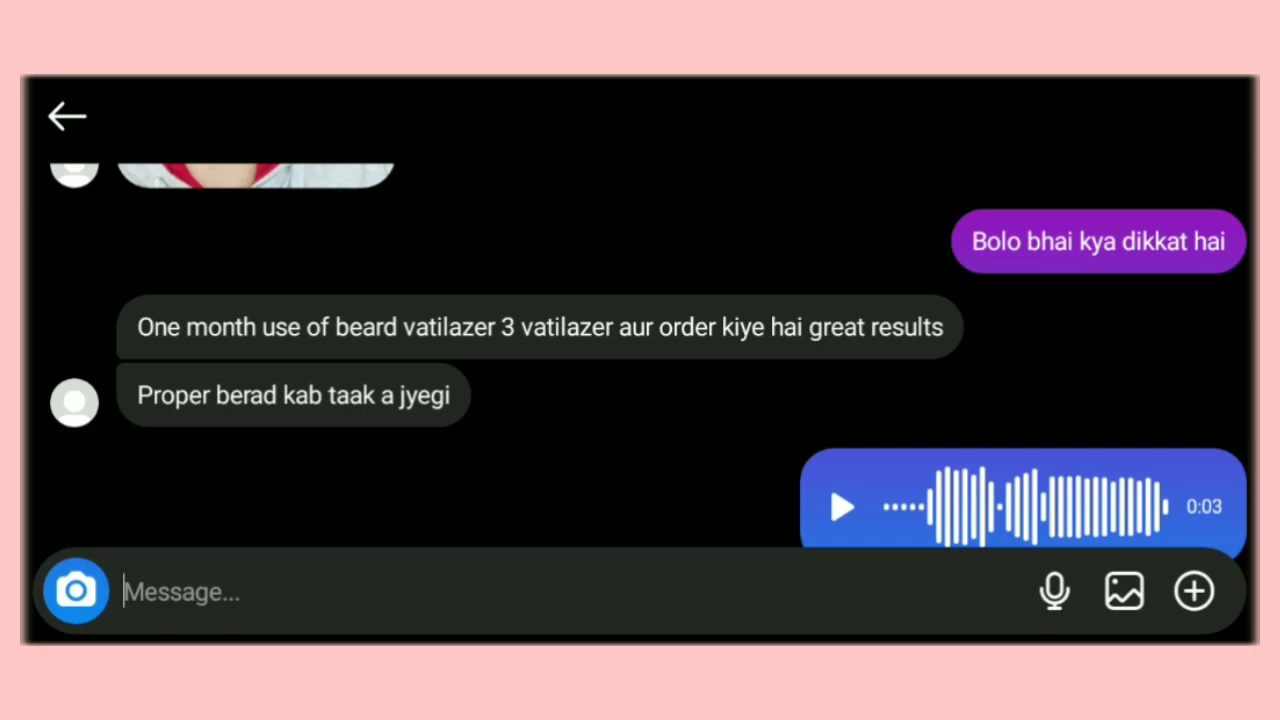 Bolo bhai kya dikkat hai
One month use of beard vatilazer 3 vatilazer aur order kiye hai great results
Proper berad kab taak a jyegi
0:03
Message...